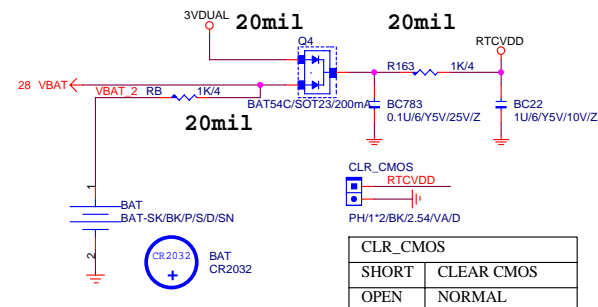 3VDUAL
20mil
20mil
Q4
RTCVDD
R163
1K/4
28 VBAT
VBAT_2
RB
1K/4
BAT54C/SOT23/200mA
BC783
0.1U/6/Y5V/25V/Z
BC22
1U/6/Y5V/10V/Z
20mil
CLR_CMOS
RTCVDD
1
BAT
BAT-SK/BK/P/S/D/SN
PH/1*2/BK/2.54/VA/D
2
CR2032
+
BAT
CR2032
CLR_CMOS
SHORT CLEAR CMOS
OPEN NORMAL